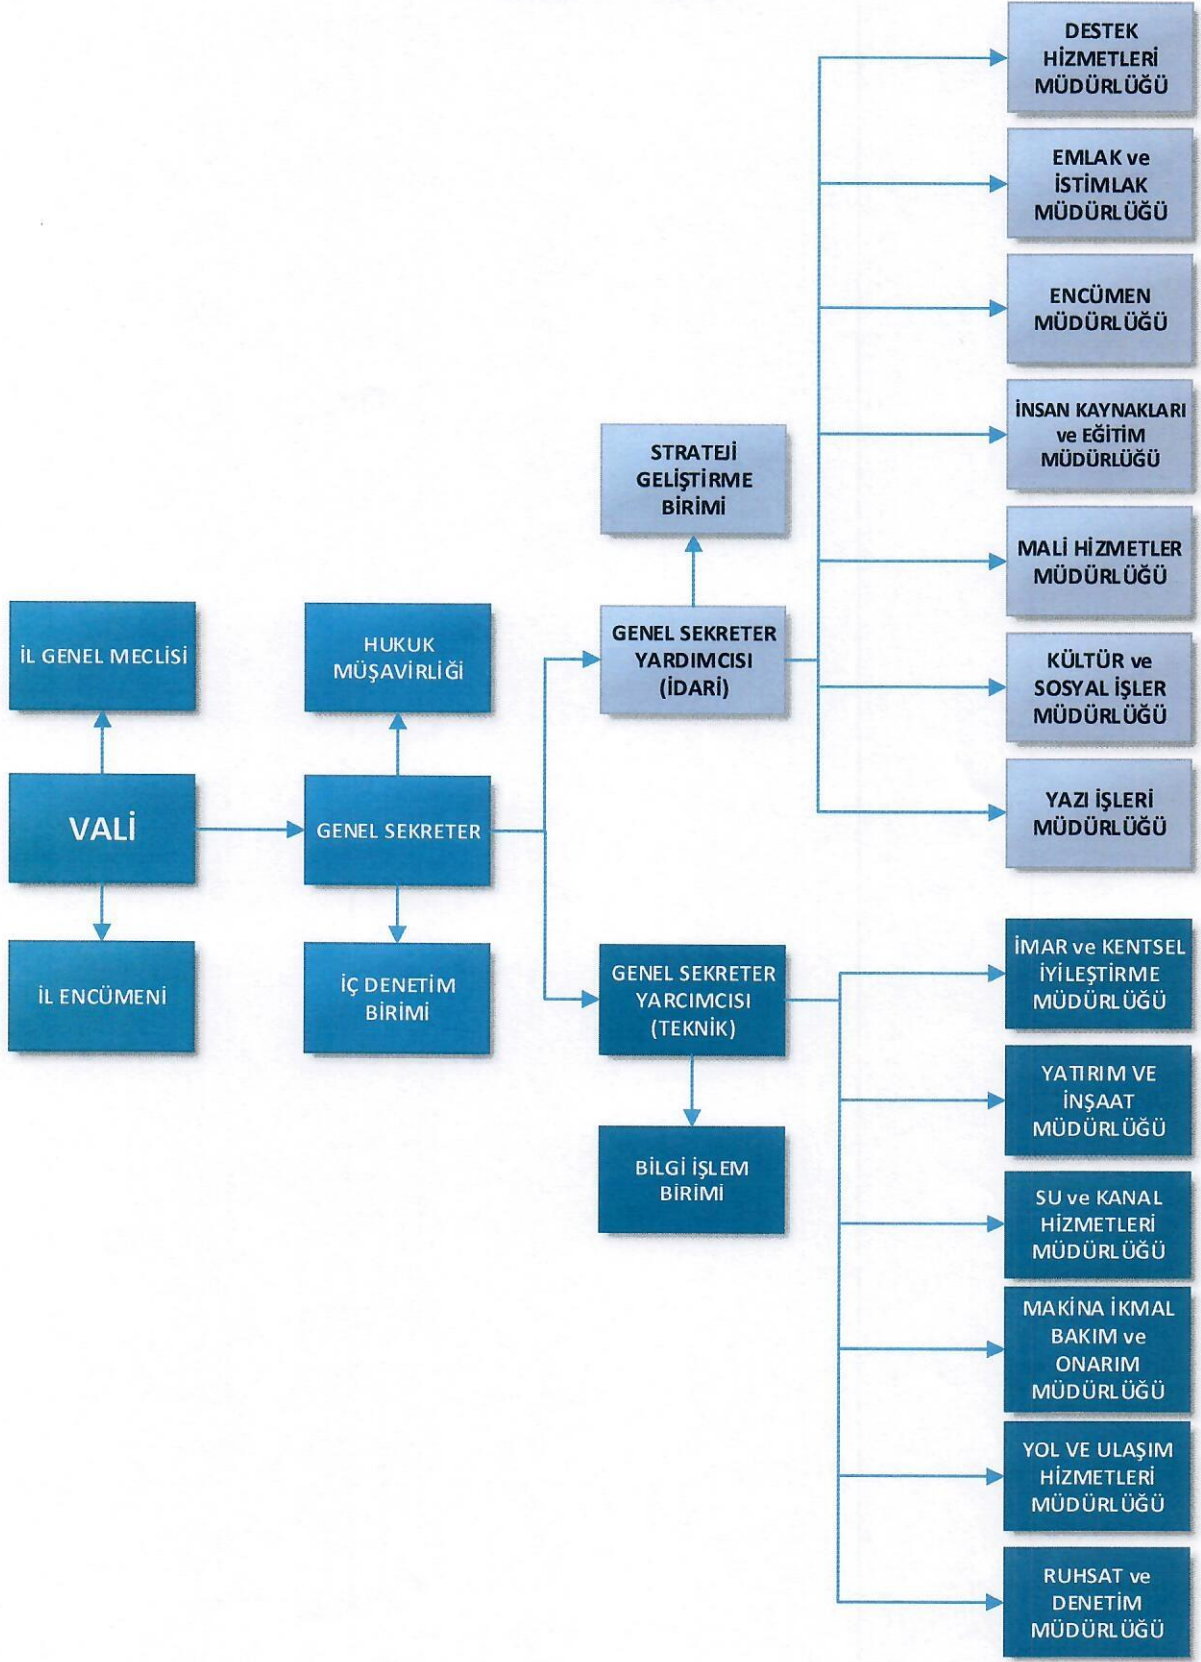 İL GENEL MECLİSİ
VALİ
İL ENCÜMENİ
HUKUK
MÜŞAVİRLİĞİ
GENEL SEKRETER
İÇ DENETİM
BİRİMİ
STRATEJİ
GELİŞTİRME
BİRİMİ
GENEL SEKRETER
YARDIMCISI
(İDARİ)
GENEL SEKRETER
YARCIMCISI
(TEKNİK)
BİLGİ İŞLEM
BİRİMİ
DESTEK
HİZMETLERİ
MÜDÜRLÜĞÜ
EMLAK ve
İSTİMLAK
MÜDÜRLÜĞÜ
ENCÜMEN
MÜDÜRLÜĞÜ
İNSAN KAYNAKLARI
ve EĞİTİM
MÜDÜRLÜĞÜ
MALİ HİZMETLER
MÜDÜRLÜĞÜ
KÜLTÜR ve
SOSYAL İŞLER
MÜDÜRLÜĞÜ
YAZI İŞLERİ
MÜDÜRLÜĞÜ
İMAR ve KENTSEL
İYİLEŞTİRME
MÜDÜRLÜĞÜ
YATIRIM VE
İNŞAAT
MÜDÜRLÜĞÜ
SU ve KANAL
HİZMETLERİ
MÜDÜRLÜĞÜ
MAKİNA İKMAL
BAKIM ve
ONARIM
MÜDÜRLÜĞÜ
YOL VE ULAŞIM
HİZMETLERİ
MÜDÜRLÜĞÜ
RUHSAT ve
DENETİM
MÜDÜRLÜĞÜ